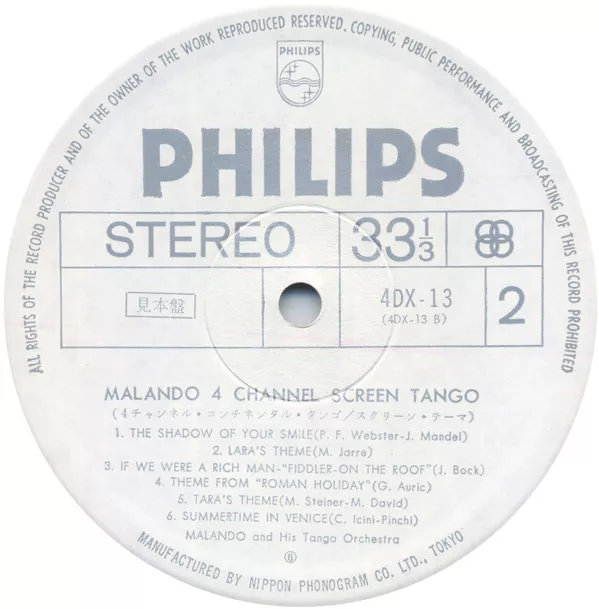 ALL RIGHTS OF THE RECORD PRODUCER AND OF THE OWNER OF THE WORK REPRODUCED RESERVED. COPYING, PUBLIC PERFORMANCE AND BROADCASTING OF THIS RECORD PROHIBITED
PHILIPS
PHILIPS
STEREO 33 1/3
見本盤 4DX-13 2
(4DX-13 B)
MALANDO 4 CHANNEL SCREEN TANGO
(4チャンネル・コンチネンタル・タンゴ/スクリーン・テーマ)
1. THE SHADOW OF YOUR SMILE(P. F. Webster-J. Mandel)
2. LARA'S THEME(M. Jarre)
3. IF WE WERE A RICH MAN-"FIDDLER-ON THE ROOF"(J. Bock)
4. THEME FROM "ROMAN HOLIDAY"(G. Auric)
5. TARA'S THEME(M. Steiner-M. David)
6. SUMMERTIME IN VENICE(C. Icini-Pinchi)
MALANDO and His Tango Orchestra
MANUFACTURED BY NIPPON PHONOGRAM CO. LTD., TOKYO